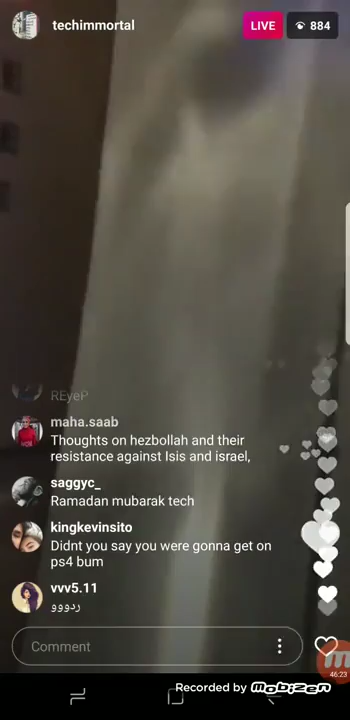 techimmortal
LIVE
884
REyeP
maha.saab
Thoughts on hezbollah and their
resistance against Isis and israel,
saggyc_
Ramadan mubarak tech
kingkevinsito
Didnt you say you were gonna get on
ps4 bum
vvv5.11
ردووو
Comment
46:23
Recorded by Mobizen